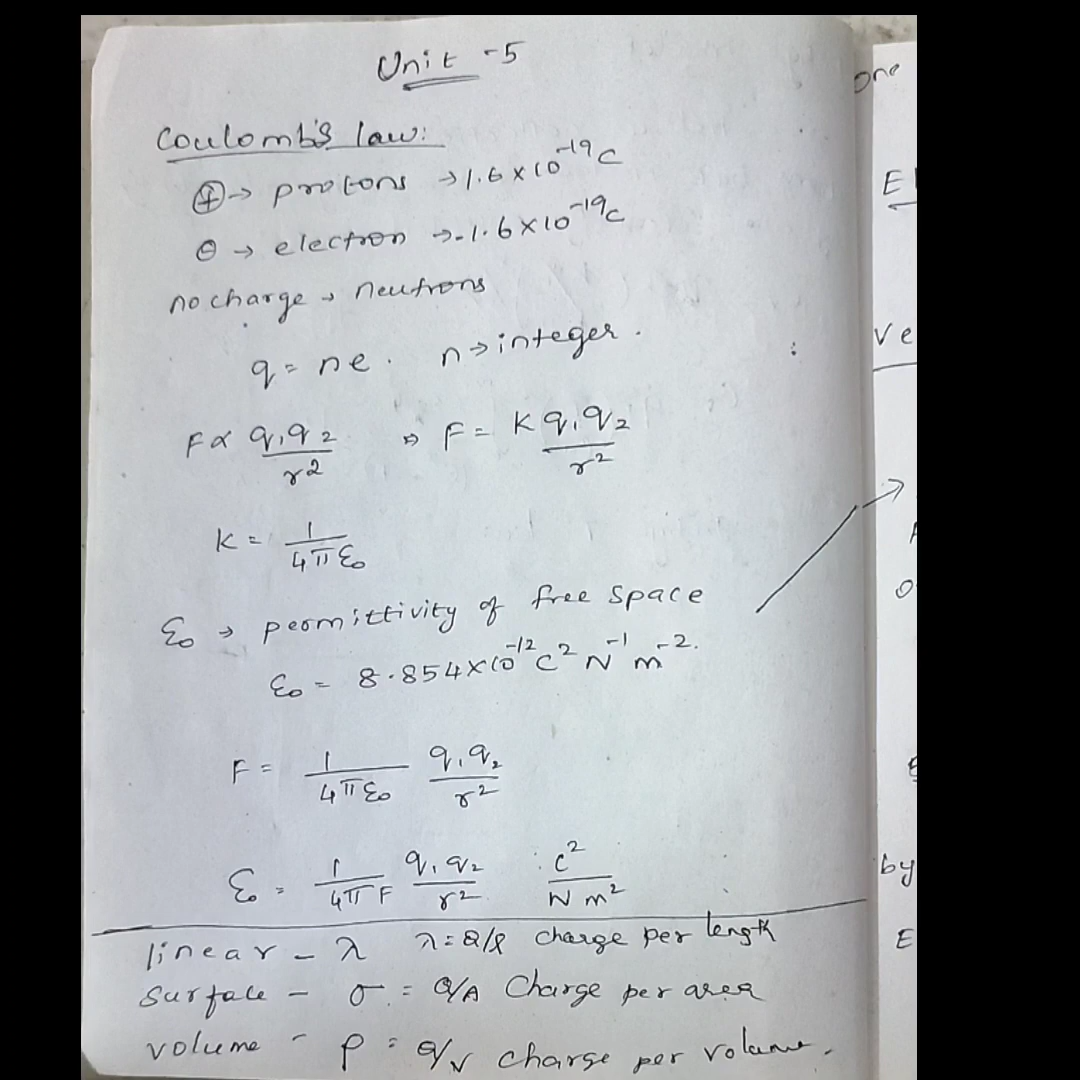 Unit - 5
Coulomb's law:
⊕ → protons → 1.6 × 10⁻¹⁹ C
⊖ → electron → -1.6 × 10⁻¹⁹ C
no charge → neutrons
q = ne . n → integer .
F ∝ q₁q₂ / r² ⇒ F = K q₁q₂ / r²
K = 1 / 4πε₀
ε₀ → permittivity of free space
ε₀ = 8.854 × 10⁻¹² C² N⁻¹ m⁻².
F = 1 / 4πε₀ q₁q₂ / r²
ε₀ = 1 / 4πF q₁q₂ / r² C² / N m²
linear - λ λ = Q/l charge per length
surface - σ = Q/A Charge per area
volume - ρ = Q/V charge per volume.
one
E
ve
O
by
E